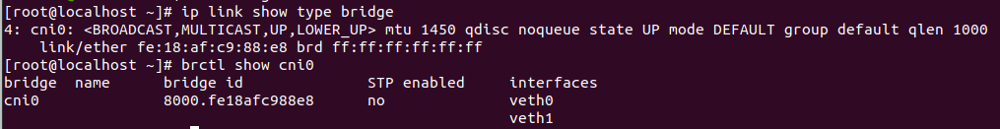 [root@localhost ~]# ip link show type bridge
4: cni0: <BROADCAST,MULTICAST,UP,LOWER_UP> mtu 1450 qdisc noqueue state UP mode DEFAULT group default qlen 1000
    link/ether fe:18:af:c9:88:e8 brd ff:ff:ff:ff:ff:ff
[root@localhost ~]# brctl show cni0
bridge  name     bridge id               STP enabled     interfaces
cni0             8000.fe18afc988e8       no              veth0
                                                         veth1